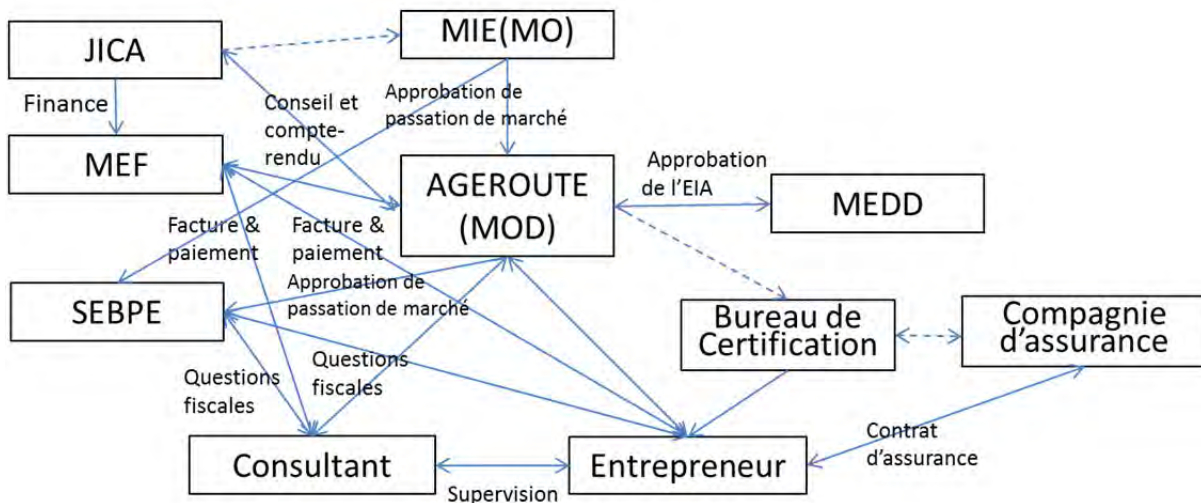 JICA
MIE(MO)
Finance
Conseil et
compte-
rendu
Approbation de
passation de marché
MEF
AGEROUTE
(MOD)
Approbation
de l’EIA
MEDD
Facture &
paiement
Facture &
paiement
SEBPE
Approbation de
passation de marché
Bureau de
Certification
Compagnie
d’assurance
Questions
fiscales
Questions
fiscales
Consultant
Supervision
Entrepreneur
Contrat
d’assurance